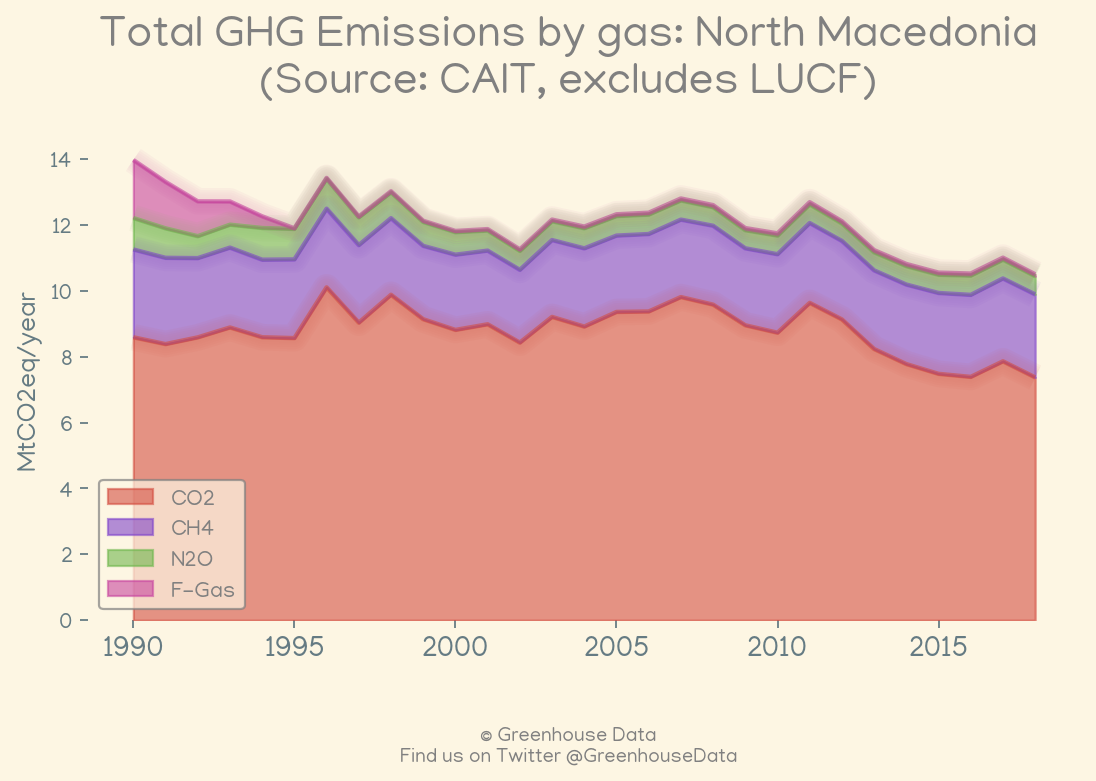 Total GHG Emissions by gas: North Macedonia
(Source: CAIT, excludes LUCF)
MtCO2eq/year
14
12
10
8
6
4
2
0
CO2
CH4
N2O
F-Gas
1990 1995 2000 2005 2010 2015
© Greenhouse Data
Find us on Twitter @GreenhouseData